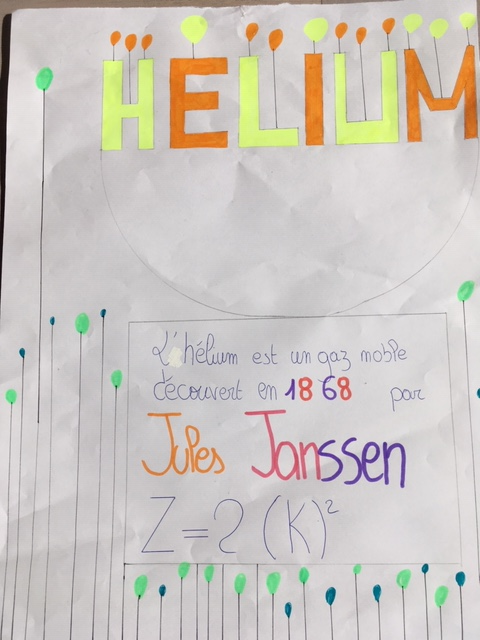 HELIUM
L'hélium est un gaz noble
découvert en 1868 par
Jules Janssen
Z=2 (K)²